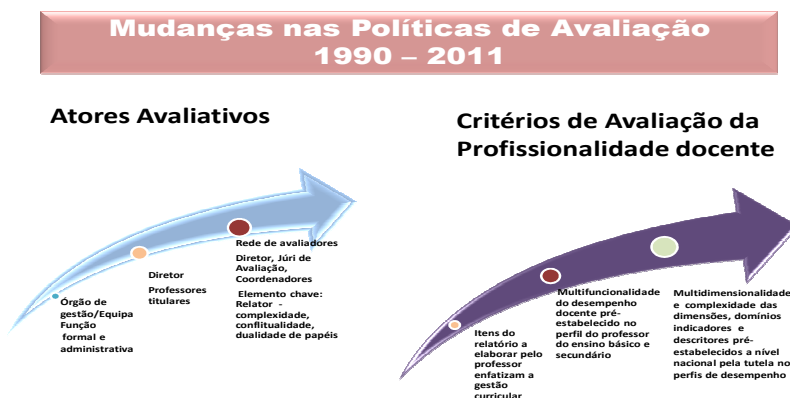 Mudanças nas Políticas de Avaliação
1990 – 2011
Atores Avaliativos
Órgão de
gestão/Equipa
Função
formal e
administrativa
Diretor
Professores
titulares
Rede de avaliadores
Diretor, Júri de
Avaliação,
Coordenadores
Elemento chave:
Relator -
complexidade,
conflitualidade,
dualidade de papéis
Critérios de Avaliação da
Profissionalidade docente
Itens do
relatório a
elaborar pelo
professor
enfatizam a
gestão
curricular
Multifuncionalidade
do desempenho
docente pré-
estabelecido no
perfil do professor
do ensino básico e
secundário
Multidimensionalidade
e complexidade das
dimensões, domínios
indicadores e
descritores pré-
estabelecidos a nível
nacional pela tutela no
perfis de desempenho